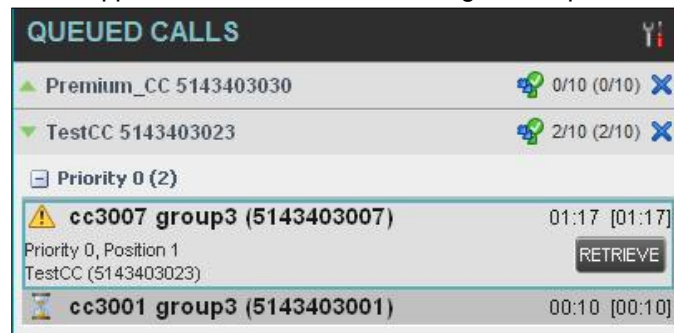 QUEUED CALLS
Premium_CC 5143403030 0/10 (0/10)
TestCC 5143403023 2/10 (2/10)
Priority 0 (2)
cc3007 group3 (5143403007) 01:17 [01:17]
Priority 0, Position 1
RETRIEVE
TestCC (5143403023)
cc3001 group3 (5143403001) 00:10 [00:10]